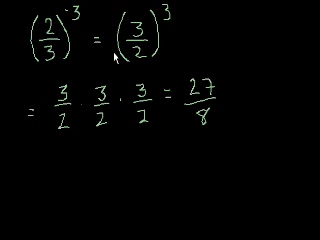 (2/3)^-3 = (3/2)^3
= 3/2 · 3/2 · 3/2 = 27/8